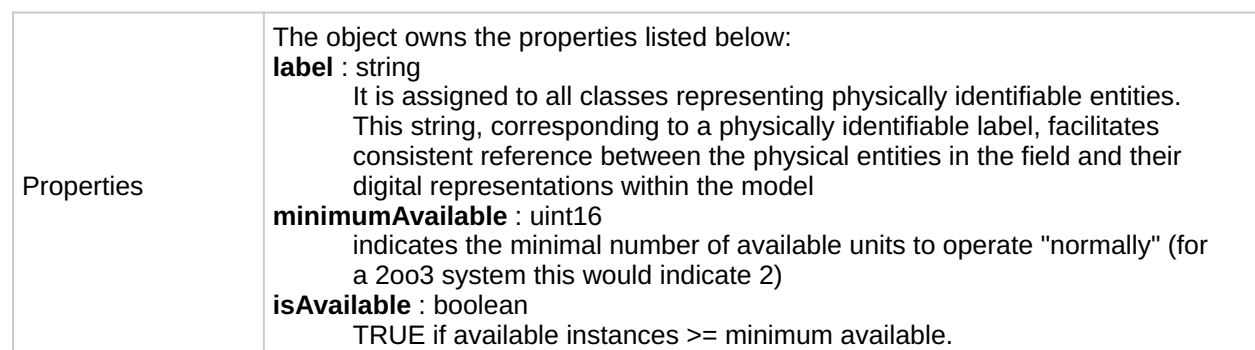 Properties
The object owns the properties listed below:
label : string
It is assigned to all classes representing physically identifiable entities.
This string, corresponding to a physically identifiable label, facilitates
consistent reference between the physical entities in the field and their
digital representations within the model
minimumAvailable : uint16
indicates the minimal number of available units to operate "normally" (for
a 2oo3 system this would indicate 2)
isAvailable : boolean
TRUE if available instances >= minimum available.